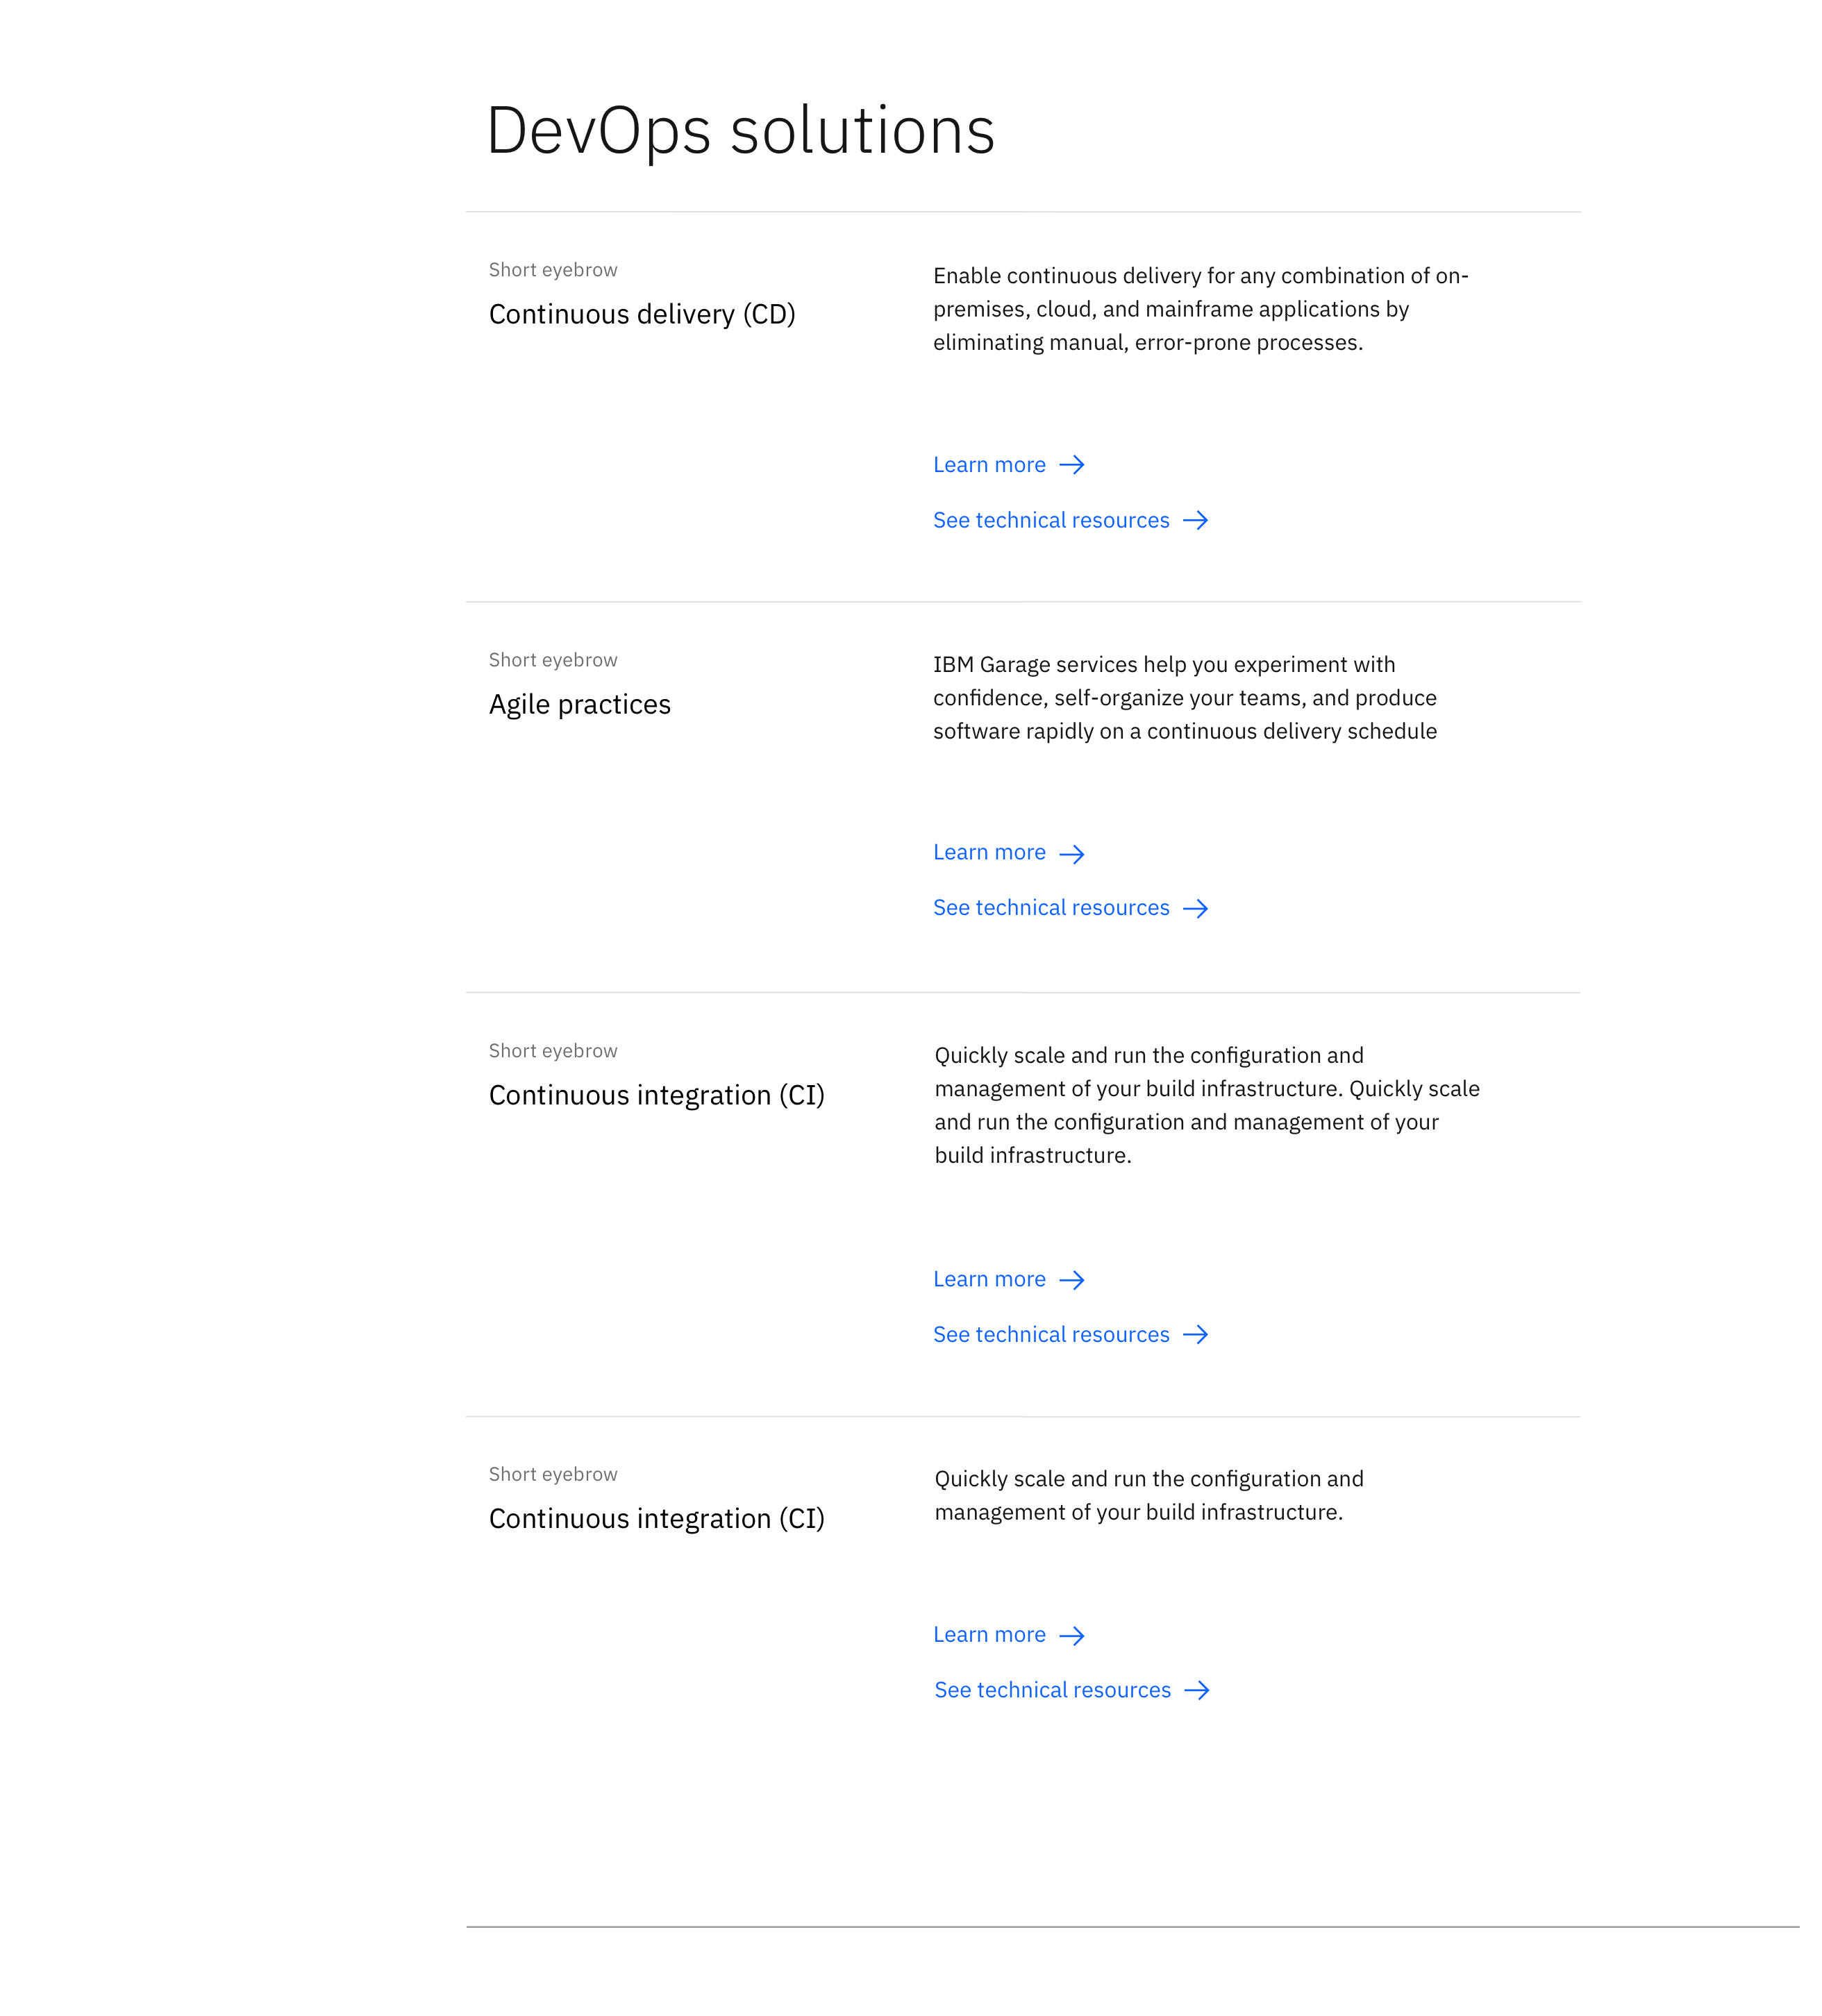 DevOps solutions
Short eyebrow
Continuous delivery (CD)
Enable continuous delivery for any combination of on-
premises, cloud, and mainframe applications by
eliminating manual, error-prone processes.
Learn more
See technical resources
Short eyebrow
Agile practices
IBM Garage services help you experiment with
confidence, self-organize your teams, and produce
software rapidly on a continuous delivery schedule
Learn more
See technical resources
Short eyebrow
Continuous integration (CI)
Quickly scale and run the configuration and
management of your build infrastructure. Quickly scale
and run the configuration and management of your
build infrastructure.
Learn more
See technical resources
Short eyebrow
Continuous integration (CI)
Quickly scale and run the configuration and
management of your build infrastructure.
Learn more
See technical resources